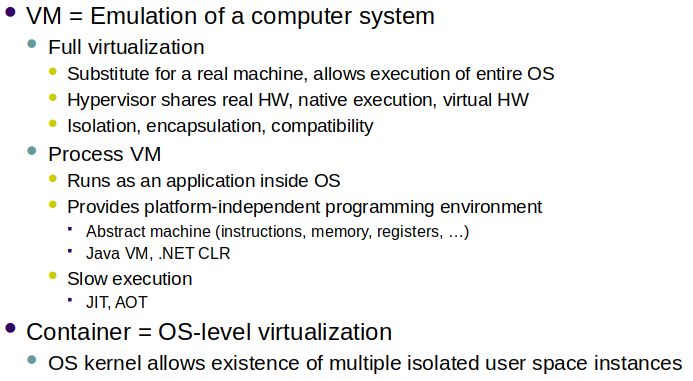 VM = Emulation of a computer system
Full virtualization
Substitute for a real machine, allows execution of entire OS
Hypervisor shares real HW, native execution, virtual HW
Isolation, encapsulation, compatibility
Process VM
Runs as an application inside OS
Provides platform-independent programming environment
Abstract machine (instructions, memory, registers, …)
Java VM, .NET CLR
Slow execution
JIT, AOT
Container = OS-level virtualization
OS kernel allows existence of multiple isolated user space instances